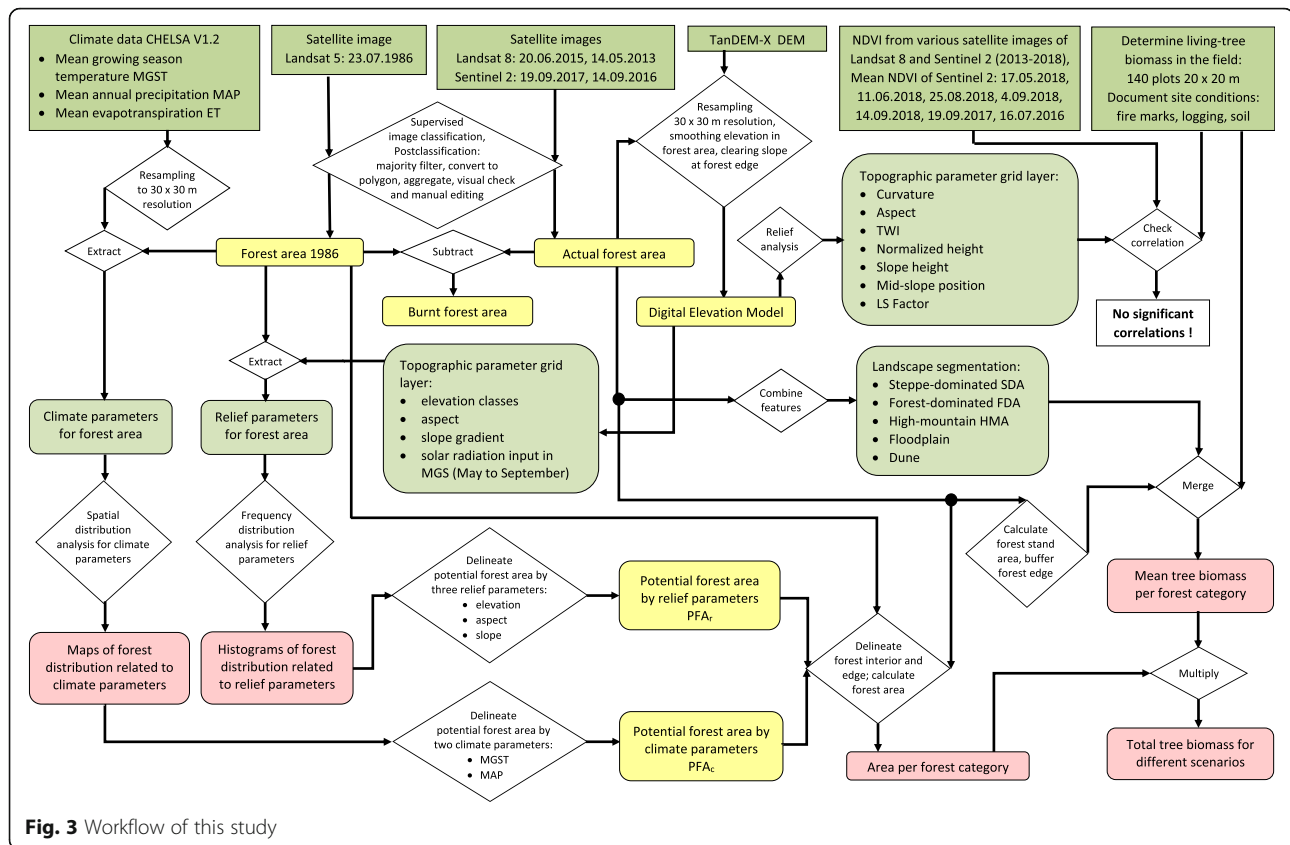 Climate data CHELSA V1.2
• Mean growing season
temperature MGST
• Mean annual precipitation MAP
• Mean evapotranspiration ET
Satellite image
Landsat 5: 23.07.1986
Satellite images
Landsat 8: 20.06.2015, 14.05.2013
Sentinel 2: 19.09.2017, 14.09.2016
TanDEM-X DEM
NDVI from various satellite images of
Landsat 8 and Sentinel 2 (2013-2018),
Mean NDVI of Sentinel 2: 17.05.2018,
11.06.2018, 25.08.2018, 4.09.2018,
14.09.2018, 19.09.2017, 16.07.2016
Determine living-tree
biomass in the field:
140 plots 20 x 20 m
Document site conditions:
fire marks, logging, soil
Resampling
to 30 x 30 m
resolution
Supervised
image classification,
Postclassification:
majority filter, convert to
polygon, aggregate, visual check
and manual editing
Resampling
30 x 30 m resolution,
smoothing elevation in
forest area, clearing slope
at forest edge
Topographic parameter grid layer:
• Curvature
• Aspect
• TWI
• Normalized height
• Slope height
• Mid-slope position
• LS Factor
Relief
analysis
Check
correlation
No significant
correlations !
Extract
Forest area 1986
Subtract
Actual forest area
Burnt forest area
Digital Elevation Model
Extract
Topographic parameter grid
layer:
• elevation classes
• aspect
• slope gradient
• solar radiation input in
MGS (May to September)
Combine
features
Landscape segmentation:
• Steppe-dominated SDA
• Forest-dominated FDA
• High-mountain HMA
• Floodplain
• Dune
Climate parameters
for forest area
Relief parameters
for forest area
Merge
Spatial
distribution
analysis for climate
parameters
Frequency
distribution
analysis for relief
parameters
Calculate
forest stand
area, buffer
forest edge
Delineate
potential forest area by
three relief parameters:
• elevation
• aspect
• slope
Potential forest area
by relief parameters
PFAr
Mean tree biomass
per forest category
Maps of forest
distribution related to
climate parameters
Histograms of forest
distribution related
to relief parameters
Delineate
forest interior and
edge; calculate
forest area
Multiply
Delineate
potential forest area by
two climate parameters:
• MGST
• MAP
Potential forest area by
climate parameters
PFAc
Area per forest category
Total tree biomass for
different scenarios
Fig. 3 Workflow of this study